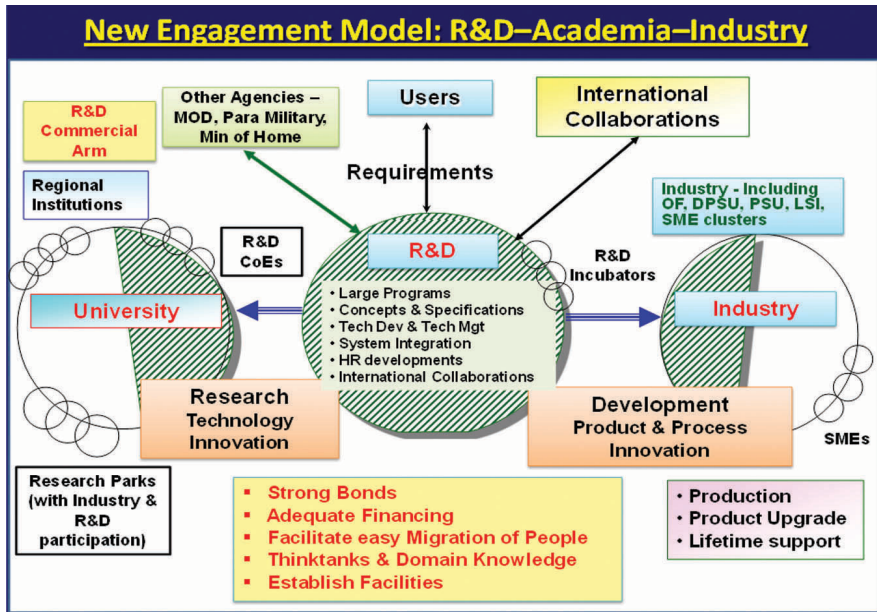 New Engagement Model: R&D–Academia–Industry
R&D
Commercial
Arm
Other Agencies –
MOD, Para Military,
Min of Home
Users
International
Collaborations
Requirements
Regional
Institutions
Industry - Including
OF, DPSU, PSU, LSI,
SME clusters
R&D
CoEs
R&D
R&D
Incubators
University
• Large Programs
• Concepts & Specifications
• Tech Dev & Tech Mgt
• System Integration
• HR developments
• International Collaborations
Industry
Research
Technology
Innovation
Development
Product & Process
Innovation
SMEs
Research Parks
(with Industry &
R&D
participation)
▪ Strong Bonds
▪ Adequate Financing
▪ Facilitate easy Migration of People
▪ Thinktanks & Domain Knowledge
▪ Establish Facilities
• Production
• Product Upgrade
• Lifetime support